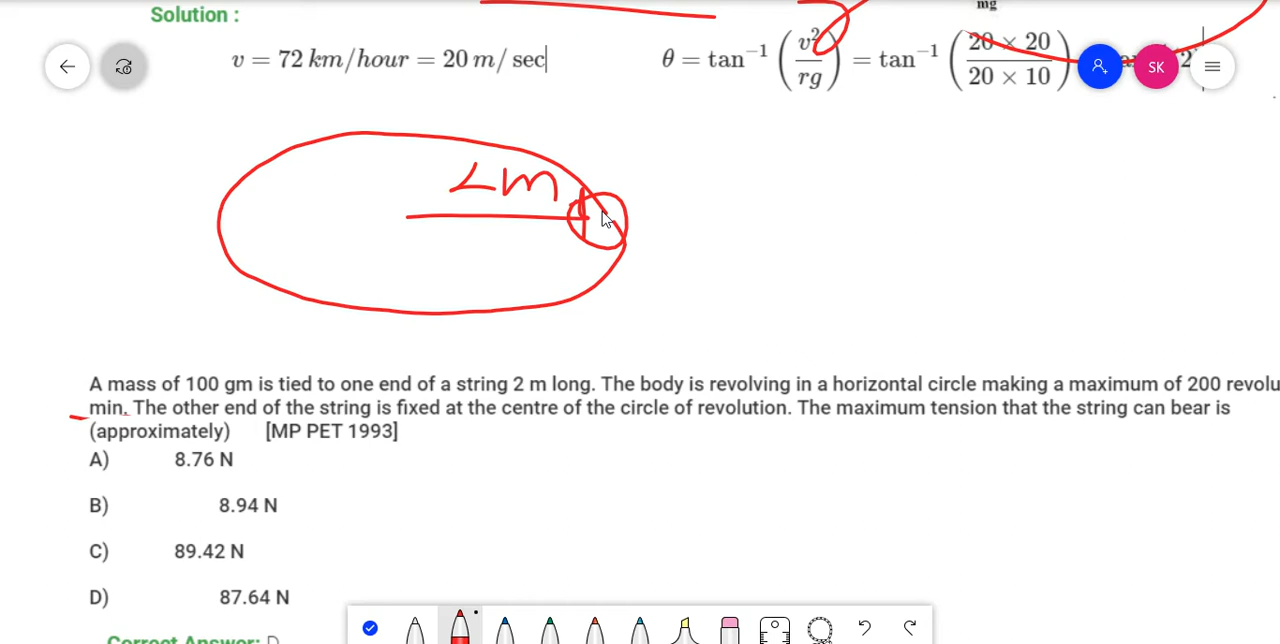 mg
Solution :
v = 72 km/hour = 20 m/ sec θ = tan⁻¹ (v²/rg) = tan⁻¹ (20 × 20/20 × 10) 2
SK
2m
A mass of 100 gm is tied to one end of a string 2 m long. The body is revolving in a horizontal circle making a maximum of 200 revolu
min. The other end of the string is fixed at the centre of the circle of revolution. The maximum tension that the string can bear is
(approximately) [MP PET 1993]
A) 8.76 N
B) 8.94 N
C) 89.42 N
D) 87.64 N
Correct Answer: D